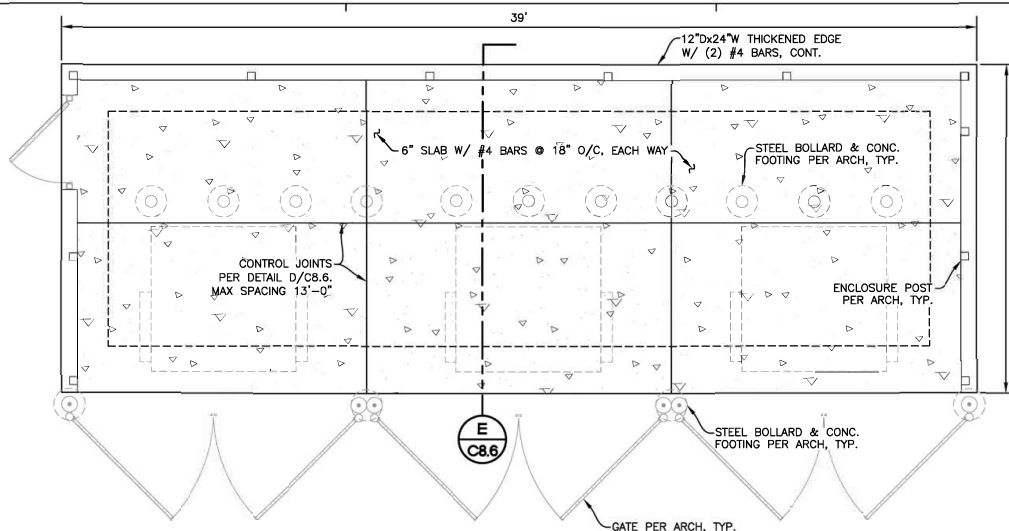 39'
12"Dx24"W THICKENED EDGE
W/ (2) #4 BARS, CONT.
6" SLAB W/ #4 BARS @ 18" O/C, EACH WAY
STEEL BOLLARD & CONC.
FOOTING PER ARCH, TYP.
CONTROL JOINTS
PER DETAIL D/C8.6.
MAX SPACING 13'-0"
ENCLOSURE POST
PER ARCH, TYP.
E
C8.6
STEEL BOLLARD & CONC.
FOOTING PER ARCH, TYP.
GATE PER ARCH. TYP.